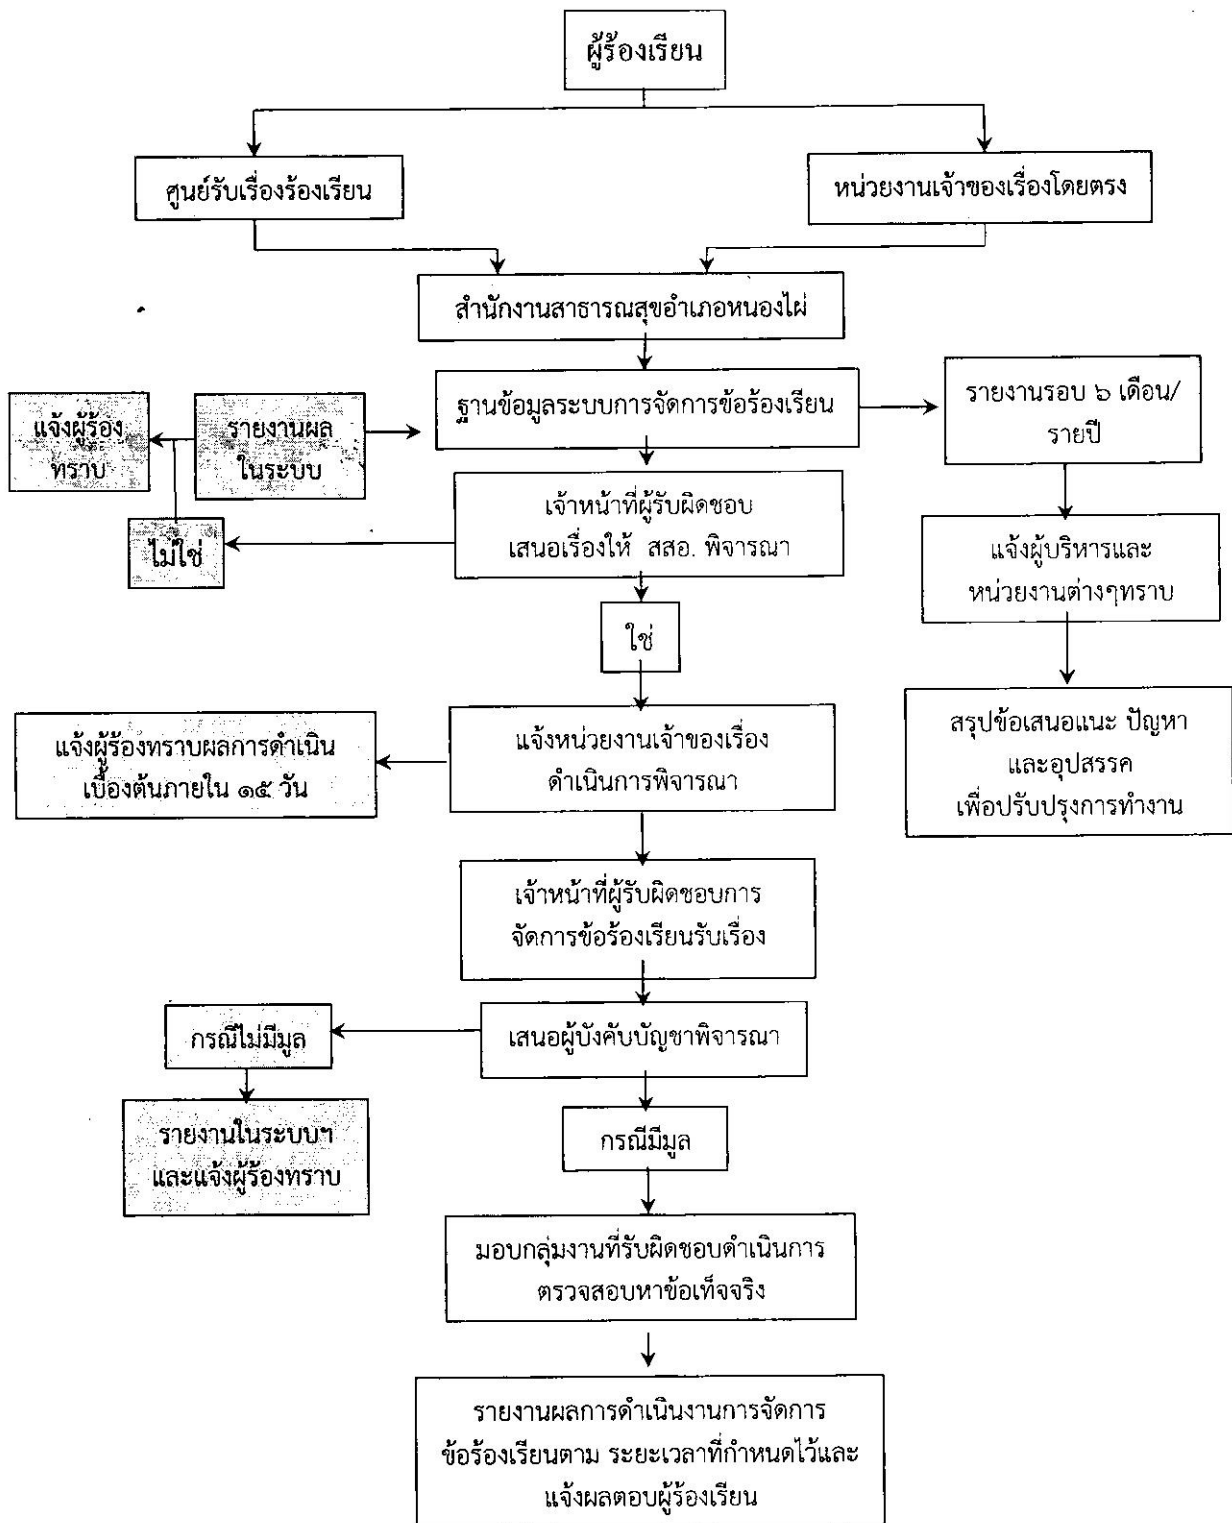 ผู้ร้องเรียน
ศูนย์รับเรื่องร้องเรียน
หน่วยงานเจ้าของเรื่องโดยตรง
สำนักงานสาธารณสุขอำเภอหนองไผ่
ฐานข้อมูลระบบการจัดการข้อร้องเรียน
รายงานรอบ ๖ เดือน/
รายปี
แจ้งผู้ร้อง
ทราบ
รายงานผล
ในระบบ
เจ้าหน้าที่ผู้รับผิดชอบ
เสนอเรื่องให้ สสอ. พิจารณา
ไม่ใช่
แจ้งผู้บริหารและ
หน่วยงานต่างๆทราบ
ใช่
แจ้งผู้ร้องทราบผลการดำเนิน
เบื้องต้นภายใน ๑๕ วัน
แจ้งหน่วยงานเจ้าของเรื่อง
ดำเนินการพิจารณา
สรุปข้อเสนอแนะ ปัญหา
และอุปสรรค
เพื่อปรับปรุงการทำงาน
เจ้าหน้าที่ผู้รับผิดชอบการ
จัดการข้อร้องเรียนรับเรื่อง
กรณีไม่มีมูล
เสนอผู้บังคับบัญชาพิจารณา
รายงานในระบบฯ
และแจ้งผู้ร้องทราบ
กรณีมีมูล
มอบกลุ่มงานที่รับผิดชอบดำเนินการ
ตรวจสอบหาข้อเท็จจริง
รายงานผลการดำเนินงานการจัดการ
ข้อร้องเรียนตาม ระยะเวลาที่กำหนดไว้และ
แจ้งผลตอบผู้ร้องเรียน